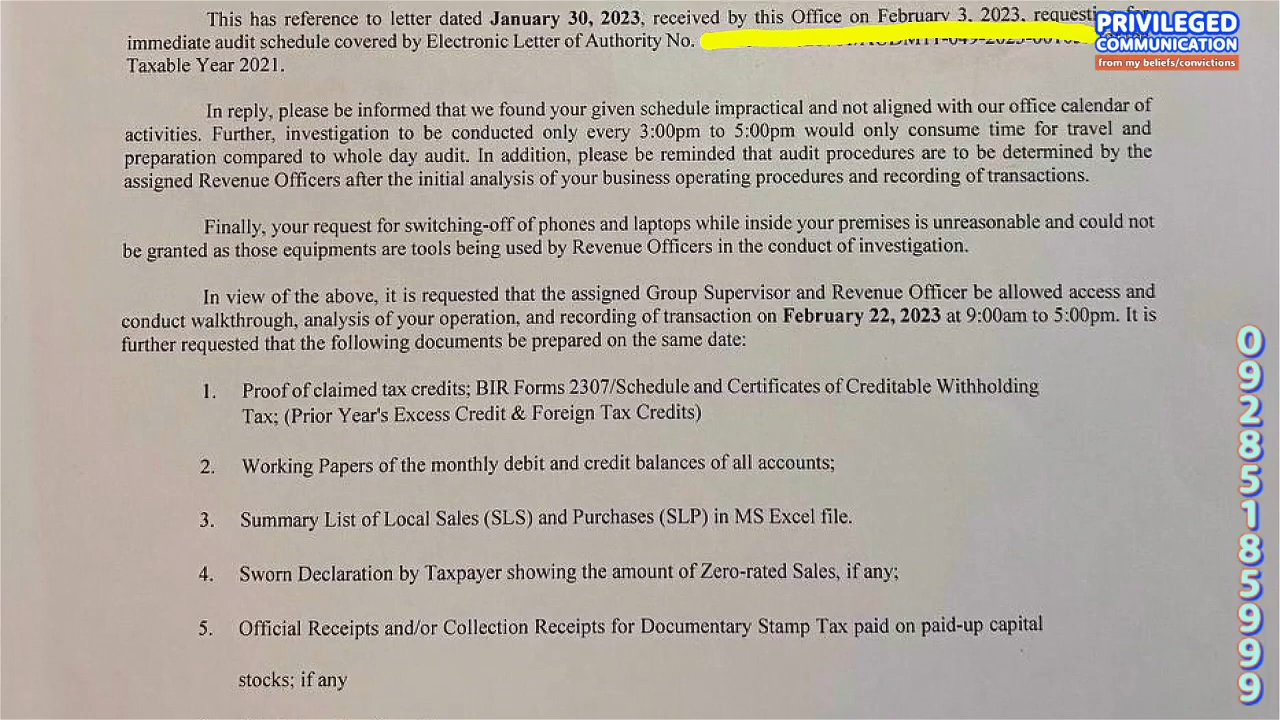 This has reference to letter dated January 30, 2023, received by this Office on February 3, 2023, requesting for
immediate audit schedule covered by Electronic Letter of Authority No.
Taxable Year 2021.
In reply, please be informed that we found your given schedule impractical and not aligned with our office calendar of
activities. Further, investigation to be conducted only every 3:00pm to 5:00pm would only consume time for travel and
preparation compared to whole day audit. In addition, please be reminded that audit procedures are to be determined by the
assigned Revenue Officers after the initial analysis of your business operating procedures and recording of transactions.
Finally, your request for switching-off of phones and laptops while inside your premises is unreasonable and could not
be granted as those equipments are tools being used by Revenue Officers in the conduct of investigation.
In view of the above, it is requested that the assigned Group Supervisor and Revenue Officer be allowed access and
conduct walkthrough, analysis of your operation, and recording of transaction on February 22, 2023 at 9:00am to 5:00pm. It is
further requested that the following documents be prepared on the same date:
1. Proof of claimed tax credits; BIR Forms 2307/Schedule and Certificates of Creditable Withholding
Tax; (Prior Year's Excess Credit & Foreign Tax Credits)
2. Working Papers of the monthly debit and credit balances of all accounts;
3. Summary List of Local Sales (SLS) and Purchases (SLP) in MS Excel file.
4. Sworn Declaration by Taxpayer showing the amount of Zero-rated Sales, if any;
5. Official Receipts and/or Collection Receipts for Documentary Stamp Tax paid on paid-up capital
stocks; if any
PRIVILEGED
COMMUNICATION
from my beliefs/convictions
09285185999